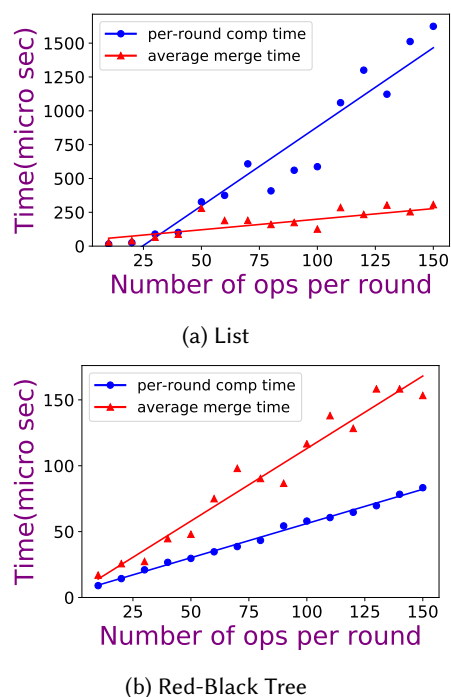 1500
1250
1000
750
500
250
0
Time(micro sec)
per-round comp time
average merge time
25 50 75 100 125 150
Number of ops per round
(a) List
150
100
50
0
Time(micro sec)
per-round comp time
average merge time
25 50 75 100 125 150
Number of ops per round
(b) Red-Black Tree